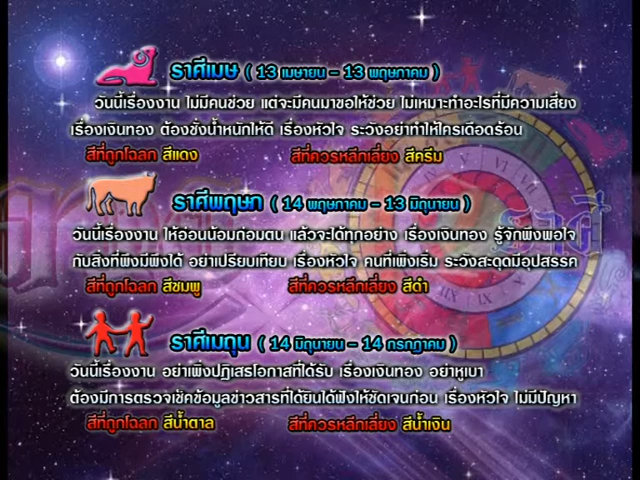 ราศีเมษ ( 13 เมษายน - 13 พฤษภาคม )
วันนี้เรื่องงาน ไม่มีคนช่วย แต่จะมีคนมาขอให้ช่วย ไม่เหมาะทำอะไรที่มีความเสี่ยง
เรื่องเงินทอง ต้องชั่งน้ำหนักให้ดี เรื่องหัวใจ ระวังอย่าทำให้ใครเดือดร้อน
สีที่ถูกโฉลก สีแดง สีที่ควรหลีกเลี่ยง สีครีม
ราศีพฤษภ ( 14 พฤษภาคม - 13 มิถุนายน )
วันนี้เรื่องงาน ให้อ่อนน้อมถ่อมตน แล้วจะได้ทุกอย่าง เรื่องเงินทอง รู้จักพึงพอใจ
กับสิ่งที่พึงมีพึงได้ อย่าเปรียบเทียบ เรื่องหัวใจ คนที่เพิ่งเริ่ม ระวังสะดุดมีอุปสรรค
สีที่ถูกโฉลก สีชมพู สีที่ควรหลีกเลี่ยง สีดำ
ราศีเมถุน ( 14 มิถุนายน - 14 กรกฎาคม )
วันนี้เรื่องงาน อย่าเพิ่งปฏิเสธโอกาสที่ได้รับ เรื่องเงินทอง อย่าหูเบา
ต้องมีการตรวจเช็คข้อมูลข่าวสารที่ได้ยินได้ฟังให้ชัดเจนก่อน เรื่องหัวใจ ไม่มีปัญหา
สีที่ถูกโฉลก สีน้ำตาล สีที่ควรหลีกเลี่ยง สีน้ำเงิน